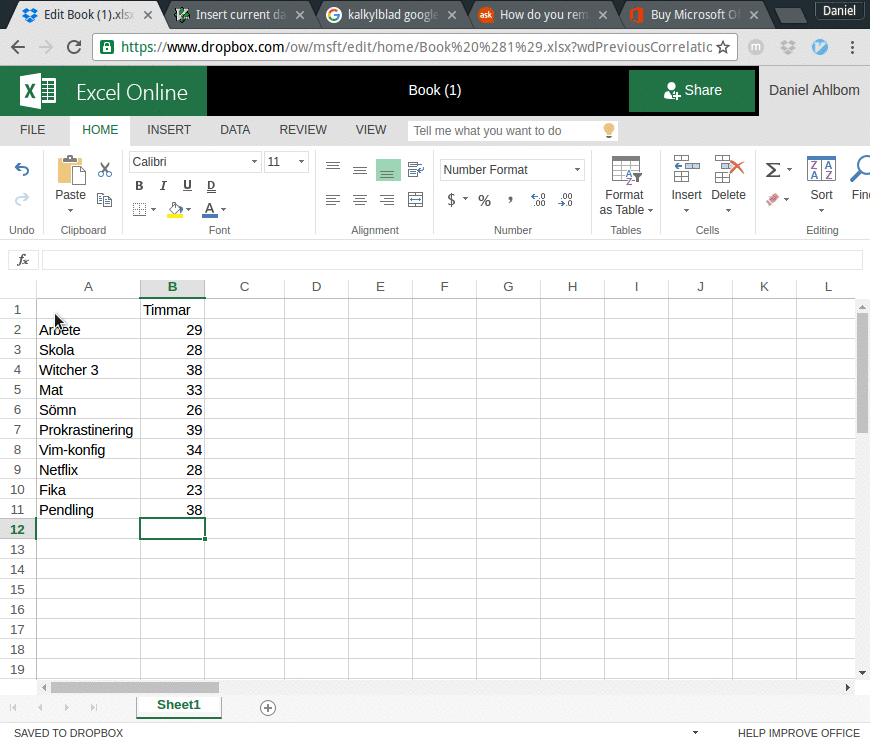 Edit Book (1).xls
Insert current da
kalkylblad google
How do you rem
Buy Microsoft Of
Daniel
https://www.dropbox.com/ow/msft/edit/home/Book%20%281%29.xlsx?wdPreviousCorrelatio
Excel Online
Book (1)
Share
Daniel Ahlbom
FILE HOME INSERT DATA REVIEW VIEW Tell me what you want to do
Calibri 11
Number Format
B I U D
$ % , .00 .00
Paste
Format as Table
Insert Delete
Sort
Find
Undo Clipboard Font Alignment Number Tables Cells Editing
fx
A B C D E F G H I J K L
1 Timmar
2 Arbete 29
3 Skola 28
4 Witcher 3 38
5 Mat 33
6 Sömn 26
7 Prokrastinering 39
8 Vim-konfig 34
9 Netflix 28
10 Fika 23
11 Pendling 38
12
13
14
15
16
17
18
19
Sheet1
SAVED TO DROPBOX
HELP IMPROVE OFFICE